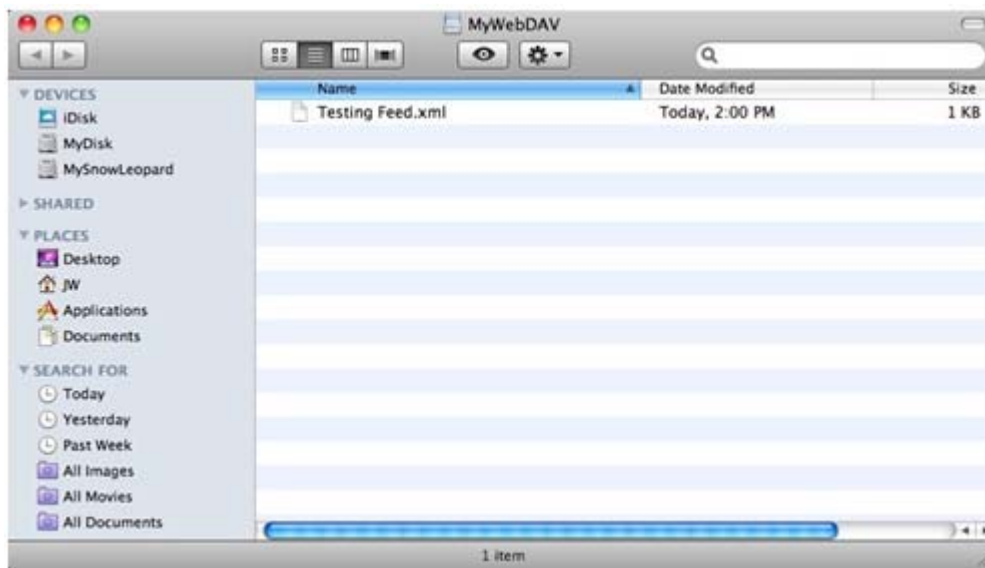 MyWebDAV
DEVICES
iDisk
MyDisk
MySnowLeopard
SHARED
PLACES
Desktop
JW
Applications
Documents
SEARCH FOR
Today
Yesterday
Past Week
All Images
All Movies
All Documents
Name Date Modified Size
Testing Feed.xml Today, 2:00 PM 1 KB
1 item